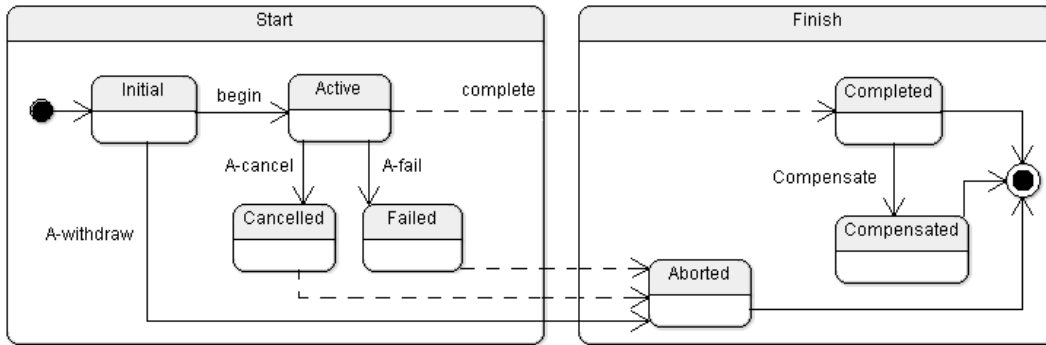 Start
Finish
Initial
begin
Active
complete
Completed
A-cancel
A-fail
Compensate
Cancelled
Failed
Compensated
A-withdraw
Aborted